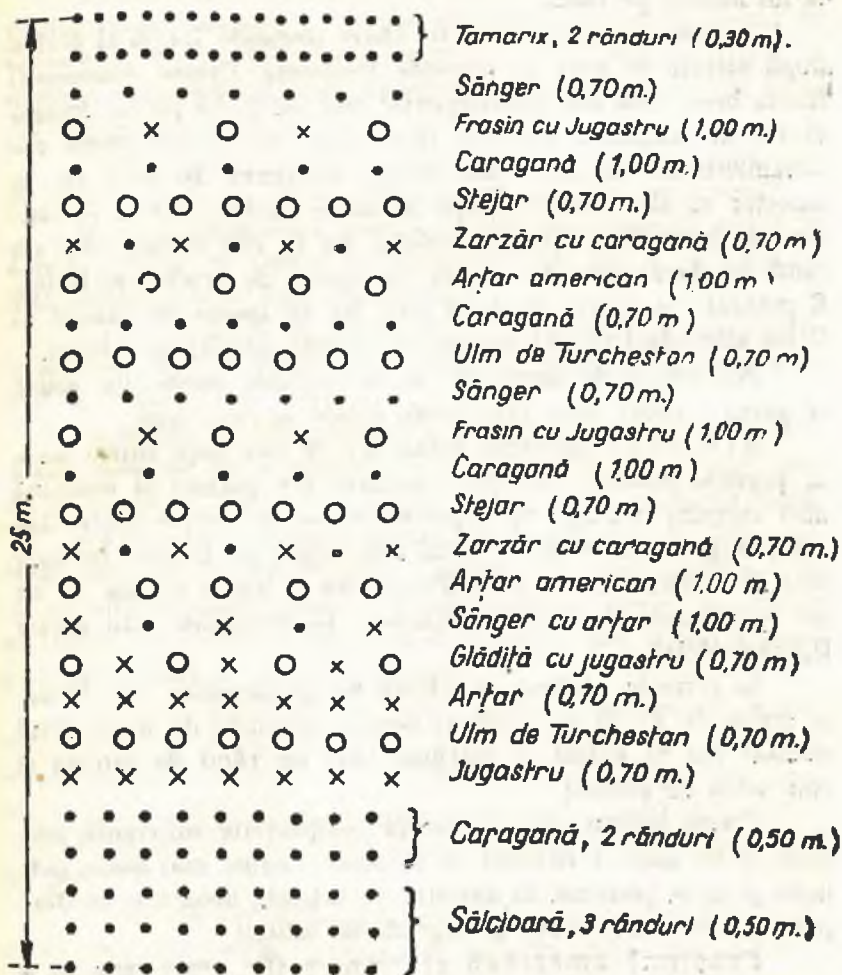 Tamarix, 2 rânduri (0,30 m).
Sânger (0,70 m.)
Frasin cu Jugastru (1,00 m.)
Caragană (1,00 m.)
Stejar (0,70 m.)
Zarzăr cu caragană (0,70 m)
Arțar american (1.00 m
Caragană (0,70 m)
Ulm de Turchestan (0,70 m)
Sânger (0,70 m.)
Frasin cu Jugastru (1,00 m)
Caragană (1,00 m)
Stejar (0,70 m)
Zarzăr cu caragană (0,70 m.)
Arțar american (1.00 m)
Sânger cu arțar (1.00 m)
Glădiță cu jugastru (0,70 m)
Arțar (0,70 m.)
Ulm de Turchestan (0,70 m.)
Jugastru (0,70 m.)
Caragană, 2 rânduri (0,50 m.)
Sălcioară, 3 rânduri (0,50 m.)
25 m.